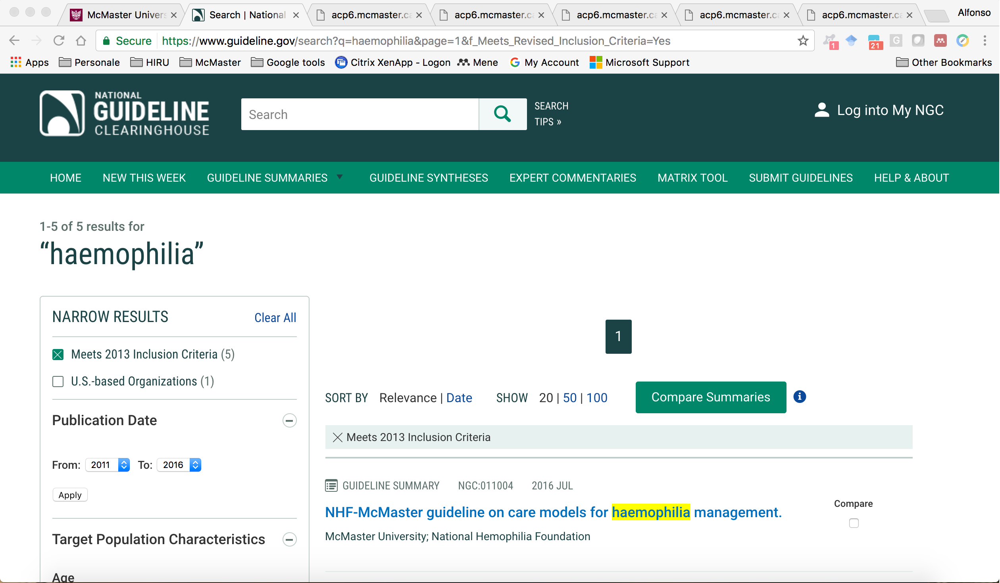 McMaster Univers
Search | National
acp6.mcmaster.ca
acp6.mcmaster.ca
acp6.mcmaster.ca
acp6.mcmaster.ca
acp6.mcmaster.ca
Alfonso
Secure
https://www.guideline.gov/search?q=haemophilia&page=1&f_Meets_Revised_Inclusion_Criteria=Yes
1
21
G
Apps
Personale
HIRU
McMaster
Google tools
Citrix XenApp - Logon
Mene
My Account
Microsoft Support
Other Bookmarks
NATIONAL
GUIDELINE
CLEARINGHOUSE
Search
SEARCH
TIPS »
Log into My NGC
HOME
NEW THIS WEEK
GUIDELINE SUMMARIES
GUIDELINE SYNTHESES
EXPERT COMMENTARIES
MATRIX TOOL
SUBMIT GUIDELINES
HELP & ABOUT
1-5 of 5 results for
“haemophilia”
NARROW RESULTS
Clear All
Meets 2013 Inclusion Criteria (5)
U.S.-based Organizations (1)
Publication Date
From: 2011 To: 2016
Apply
Target Population Characteristics
Age
1
SORT BY Relevance | Date
SHOW 20 | 50 | 100
Compare Summaries
i
Meets 2013 Inclusion Criteria
GUIDELINE SUMMARY NGC:011004 2016 JUL
NHF-McMaster guideline on care models for haemophilia management.
McMaster University; National Hemophilia Foundation
Compare